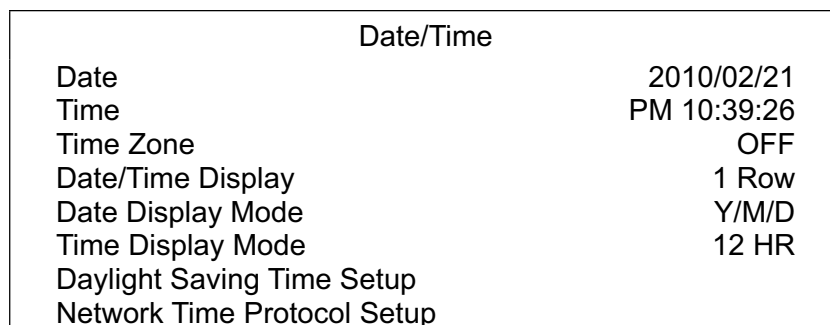 Date/Time
Date 2010/02/21
Time PM 10:39:26
Time Zone OFF
Date/Time Display 1 Row
Date Display Mode Y/M/D
Time Display Mode 12 HR
Daylight Saving Time Setup
Network Time Protocol Setup